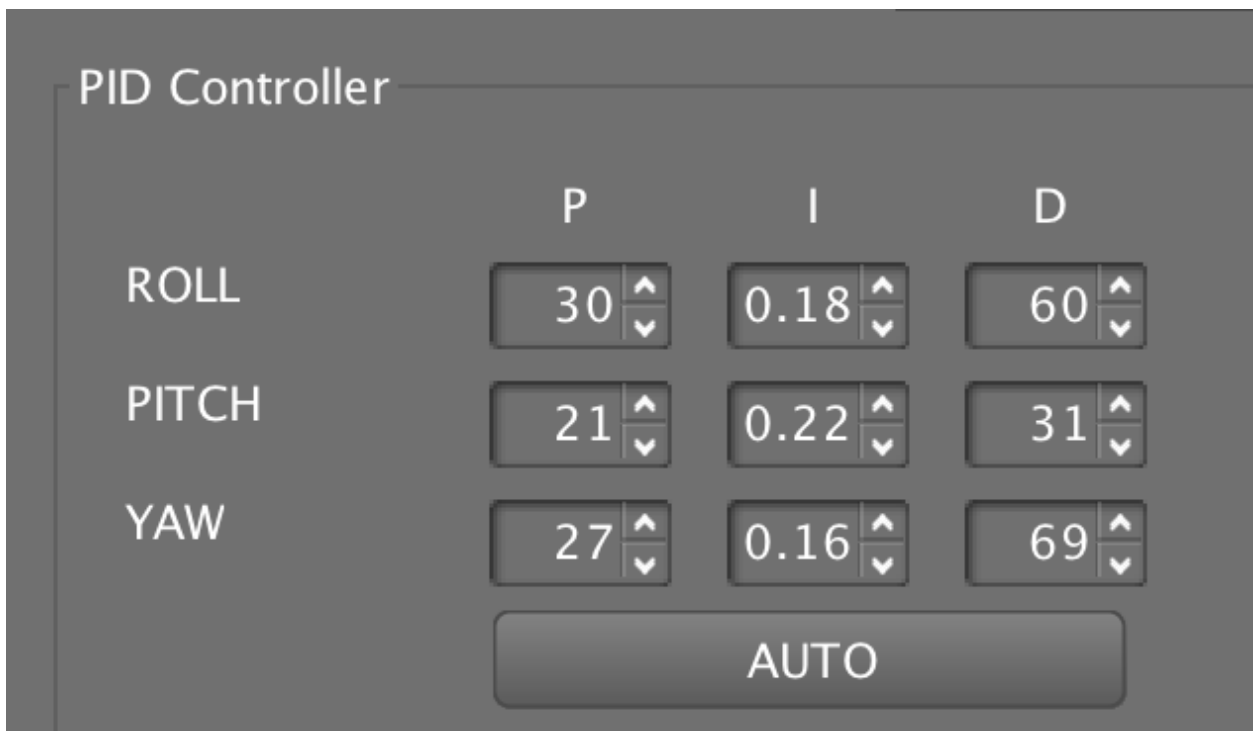 PID Controller
P I D
ROLL 30 0.18 60
PITCH 21 0.22 31
YAW 27 0.16 69
AUTO